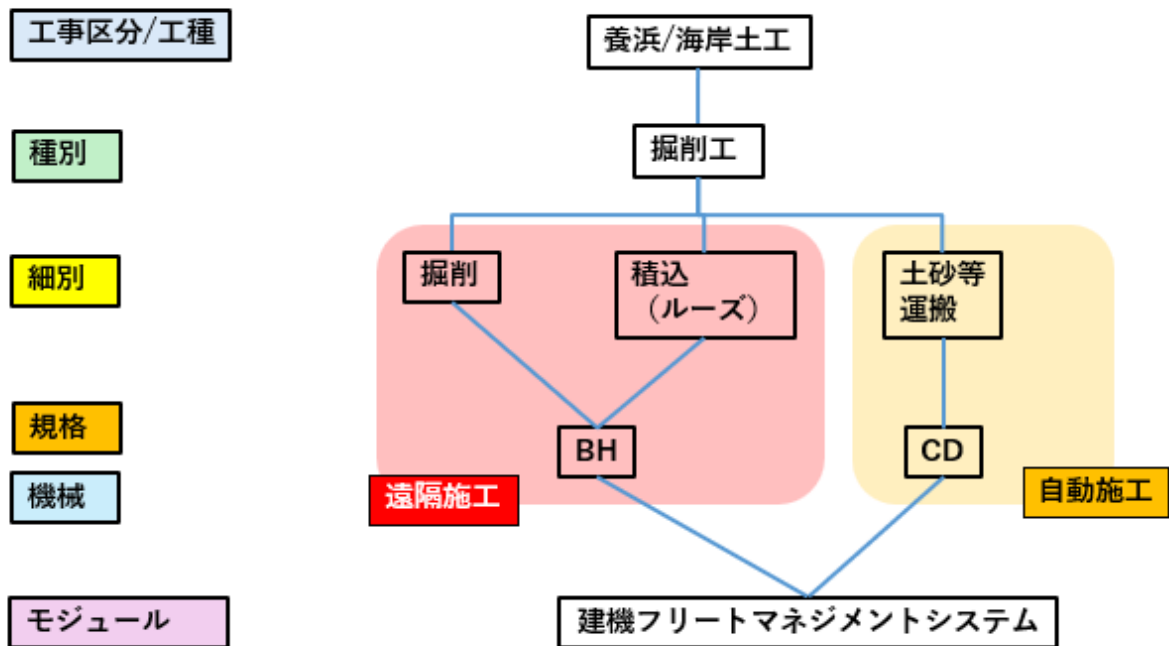 工事区分/工種
養浜/海岸土工
種別
掘削工
細別
掘削
積込
（ルーズ）
土砂等
運搬
規格
BH
CD
機械
遠隔施工
自動施工
モジュール
建機フリートマネジメントシステム